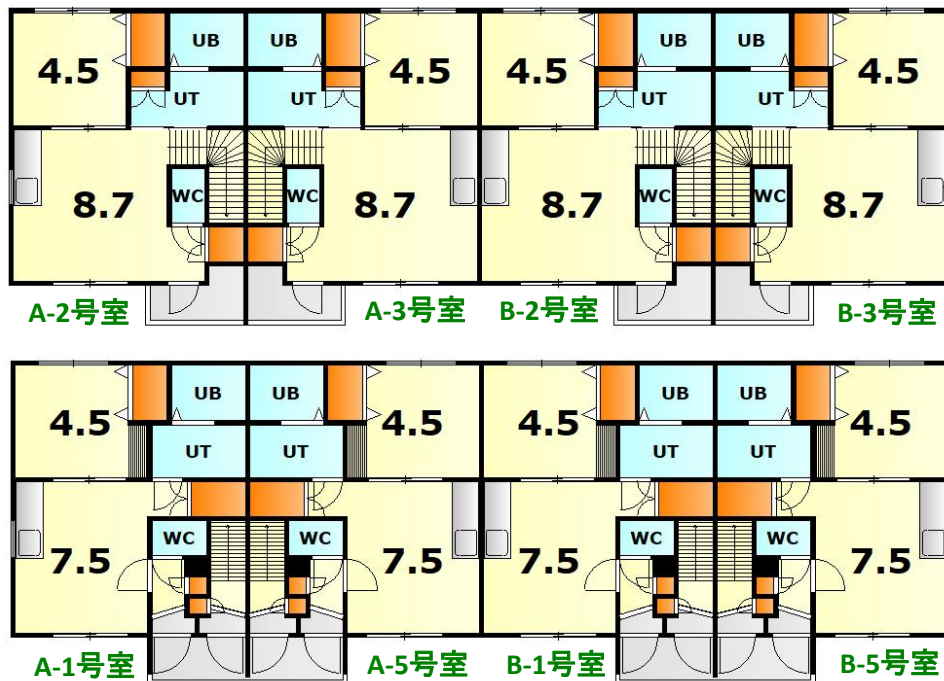 UB UB UB UB
4.5 4.5 4.5 4.5
UT UT UT UT
8.7 WC WC 8.7 8.7 WC WC 8.7
A-2号室 A-3号室 B-2号室 B-3号室
UB UB UB UB
4.5 4.5 4.5 4.5
UT UT UT UT
WC WC WC WC
7.5 7.5 7.5 7.5
A-1号室 A-5号室 B-1号室 B-5号室